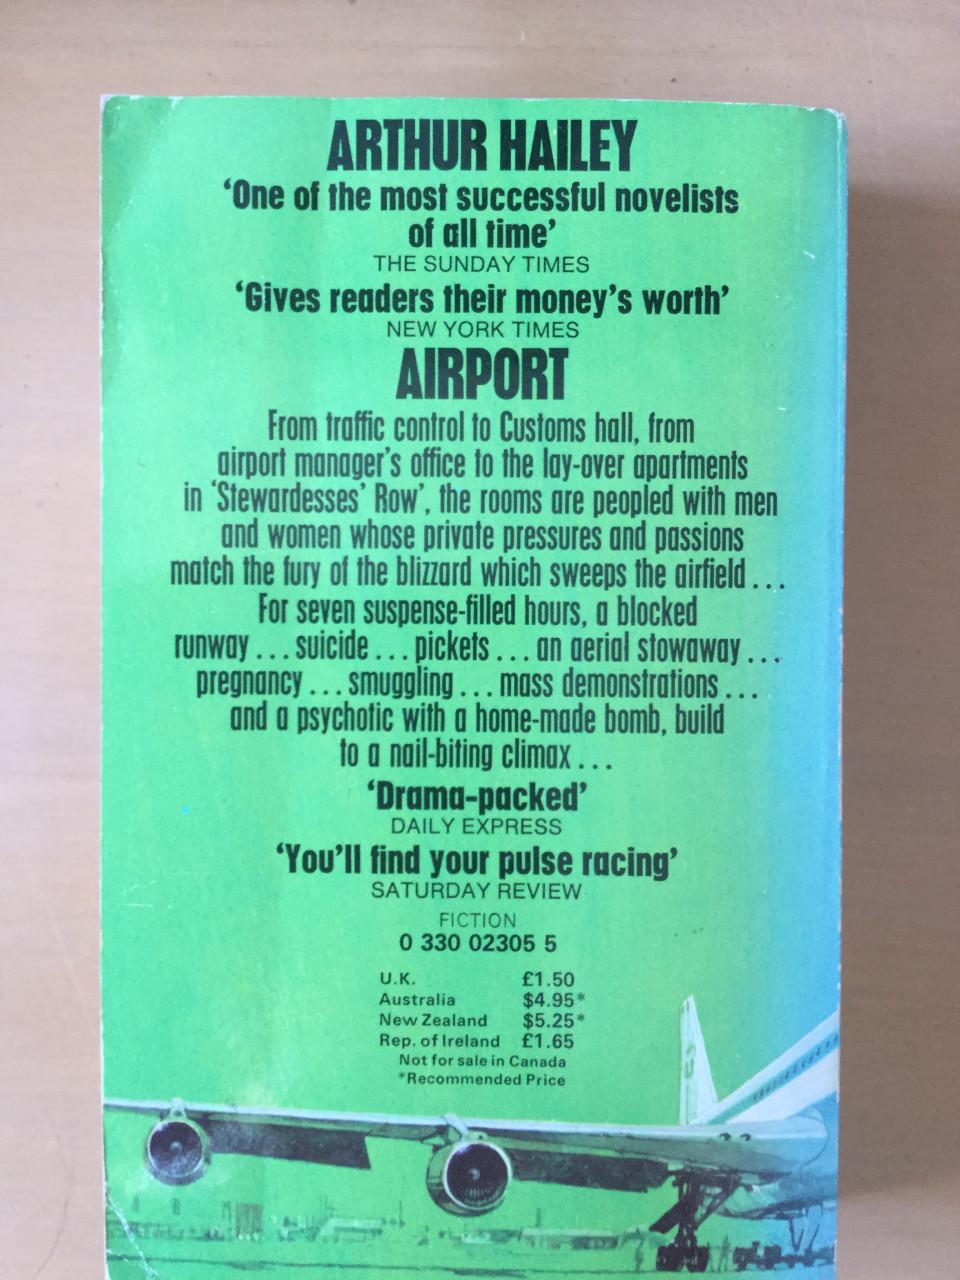 ARTHUR HAILEY
‘One of the most successful novelists
of all time’
THE SUNDAY TIMES
‘Gives readers their money’s worth’
NEW YORK TIMES
AIRPORT
From traffic control to Customs hall, from
airport manager’s office to the lay-over apartments
in ‘Stewardesses’ Row’, the rooms are peopled with men
and women whose private pressures and passions
match the fury of the blizzard which sweeps the airfield ...
For seven suspense-filled hours, a blocked
runway ... suicide ... pickets ... an aerial stowaway ...
pregnancy ... smuggling ... mass demonstrations ...
and a psychotic with a home-made bomb, build
to a nail-biting climax ...
‘Drama-packed’
DAILY EXPRESS
‘You’ll find your pulse racing’
SATURDAY REVIEW
FICTION
0 330 02305 5
U.K. £1.50
Australia $4.95*
New Zealand $5.25*
Rep. of Ireland £1.65
Not for sale in Canada
*Recommended Price